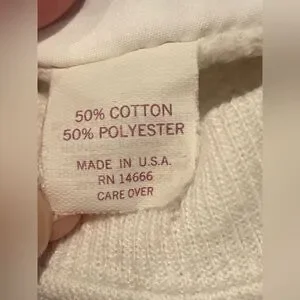 50% COTTON
50% POLYESTER
MADE IN U.S.A.
RN 14666
CARE OVER